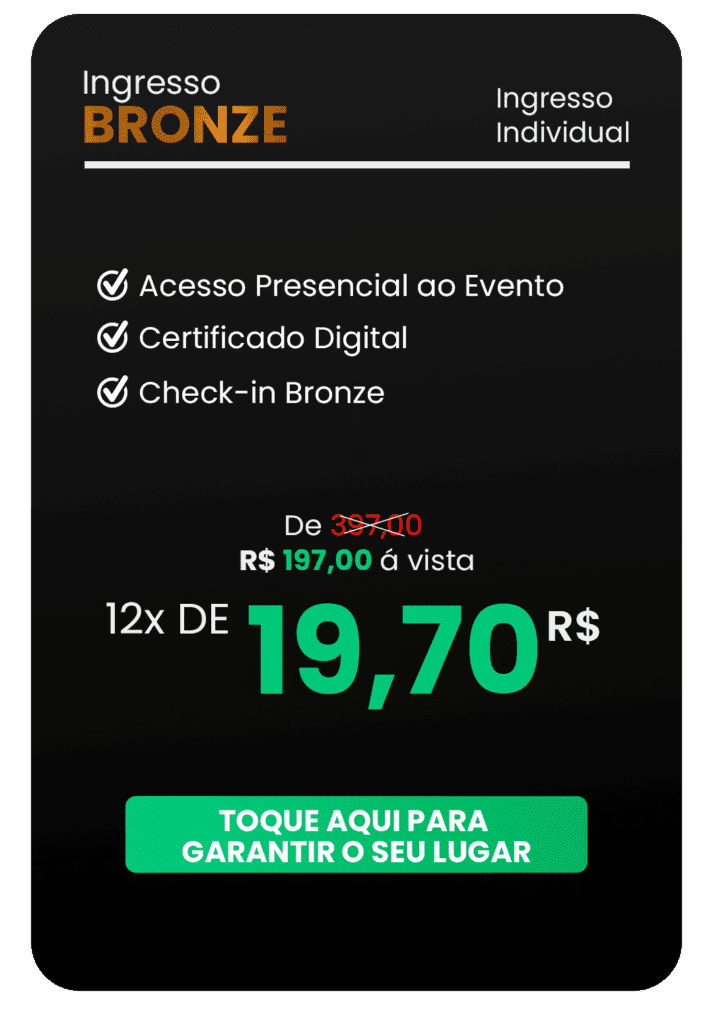 Ingresso
BRONZE
Ingresso
Individual
Acesso Presencial ao Evento
Certificado Digital
Check-in Bronze
De 397,00
R$ 197,00 á vista
12x DE 19,70 R$
TOQUE AQUI PARA
GARANTIR O SEU LUGAR